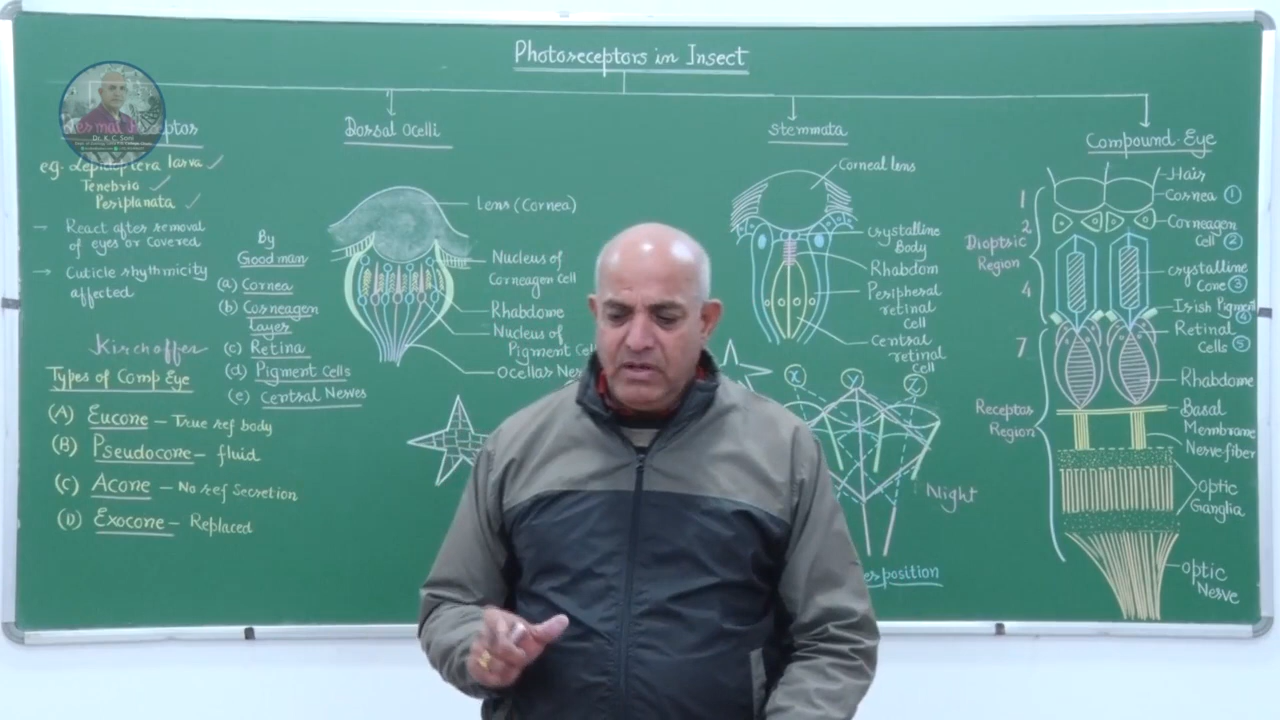 Photoreceptors in Insect
Dr. K. C. Soni
eg- Lepidoptera larva ✓
Tenebrio ✓
Periplanata ✓
– React after removal
of eyes or Covered
→ Cuticle rhythmicity
affected
Kirchoffer
Types of Comp Eye
(A) Eucone – True ref body
(B) Pseudocone – fluid
(C) Acone – No ref Secretion
(D) Exocone – Replaced
By
Goodman
(a) Cornea
(b) Corneagen
Layer
(c) Retina
(d) Pigment Cells
(e) Central Nerves
Dorsal Ocelli
Lens (Cornea)
Nucleus of
Corneagen Cell
Rhabdome
Nucleus of
Pigment
Ocellar
Stemmata
Corneal lens
Crystalline
Body
Rhabdom
Peripheral
retinal
Cell
Central
retinal
cell
X
X
X
Night
Compound-Eye
Hair
Cornea ①
Corneagen
Cell ②
crystalline
Cone ③
Irish Pigment
④
Retinal
Cells ⑤
Rhabdome
Basal
Membrane
Nerve fiber
Optic
Ganglia
Optic
Nerve
1
2
Dioptric
Region
4
7
Receptor
Region